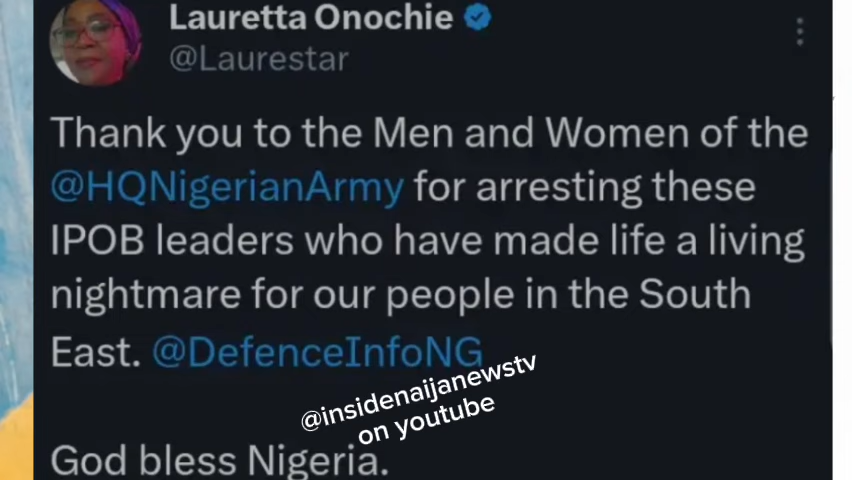 Lauretta Onochie
@Laurestar
Thank you to the Men and Women of the
@HQNigerianArmy for arresting these
IPOB leaders who have made life a living
nightmare for our people in the South
East. @DefenceInfoNG
@insidenaijanewstv
on youtube
God bless Nigeria.